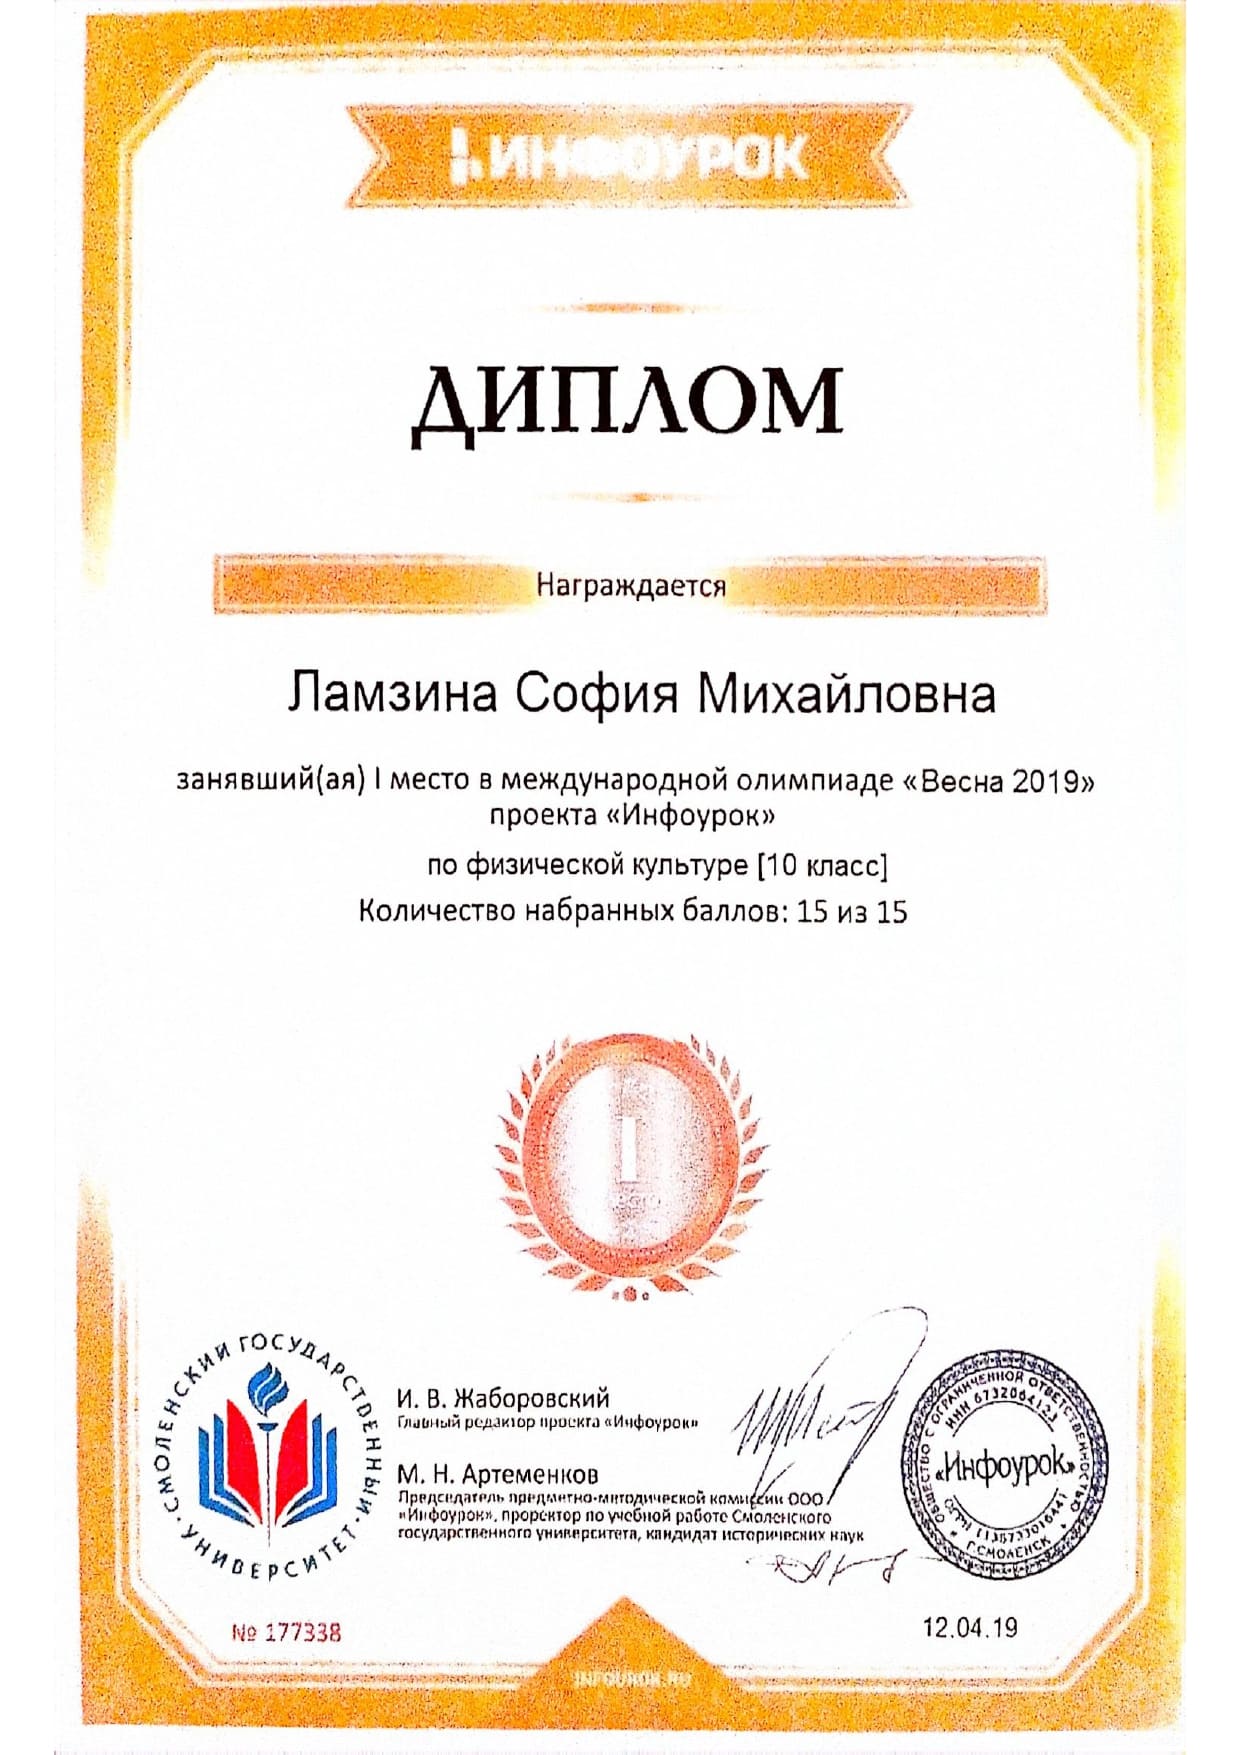 ИНФОУРОК
ДИПЛОМ
Награждается
Ламзина София Михайловна
занявший(ая) I место в международной олимпиаде «Весна 2019»
проекта «Инфоурок»
по физической культуре [10 класс]
Количество набранных баллов: 15 из 15
I
место
СМОЛЕНСКИЙ ГОСУДАРСТВЕННЫЙ УНИВЕРСИТЕТ
И. В. Жаборовский
Главный редактор проекта «Инфоурок»
М. Н. Артеменков
Председатель предметно-методической комиссии ООО
«Инфоурок», проректор по учебной работе Смоленского
государственного университета, кандидат исторических наук
ОБЩЕСТВО С ОГРАНИЧЕННОЙ ОТВЕТСТВЕННОСТЬЮ
ИНН
«Инфоурок»
ОГРН
Г.СМОЛЕНСК
№ 177338
12.04.19
INFOUROK.RU